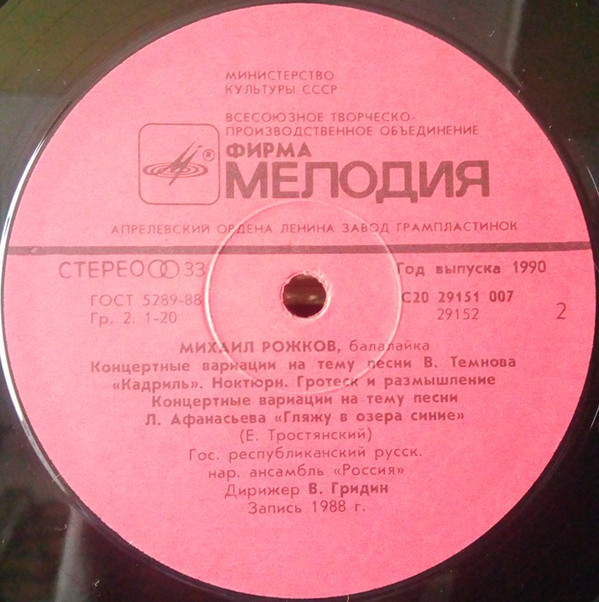 МИНИСТЕРСТВО
КУЛЬТУРЫ СССР
ВСЕСОЮЗНОЕ ТВОРЧЕСКО-
ПРОИЗВОДСТВЕННОЕ ОБЪЕДИНЕНИЕ
®
ФИРМА
МЕЛОДИЯ
АПРЕЛЕВСКИЙ ОРДЕНА ЛЕНИНА ЗАВОД ГРАМПЛАСТИНОК
СТЕРЕО 33 Год выпуска 1990
ГОСТ 5289-88 С20 29151 007
Гр. 2. 1-20 29152 2
МИХАИЛ РОЖКОВ, балалайка
Концертные вариации на тему песни В. Темнова
«Кадриль». Ноктюрн. Гротеск и размышление
Концертные вариации на тему песни
Л. Афанасьева «Гляжу в озера синие»
(Е. Тростянский)
Гос. республиканский русск.
нар. ансамбль «Россия»
Дирижер В. Гридин
Запись 1988 г.